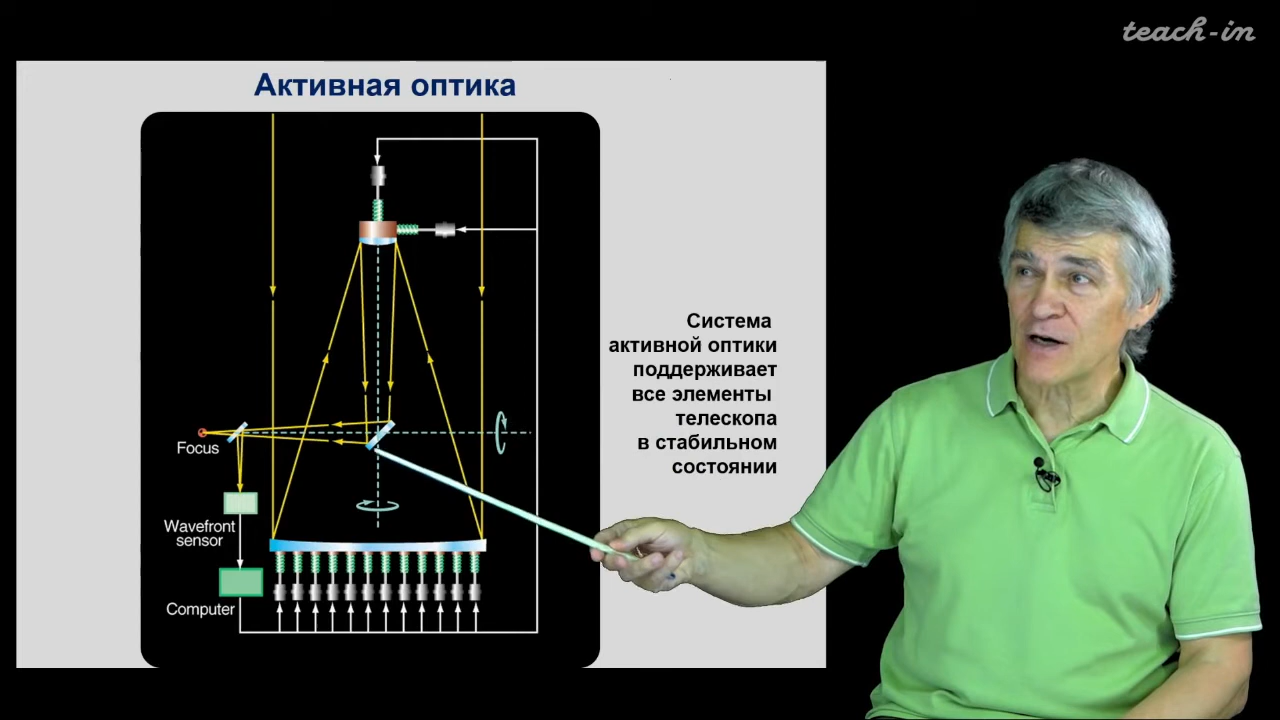 teach-in
Активная оптика
Система
активной оптики
поддерживает
все элементы
телескопа
в стабильном
состоянии
Focus
Wavefront
sensor
Computer